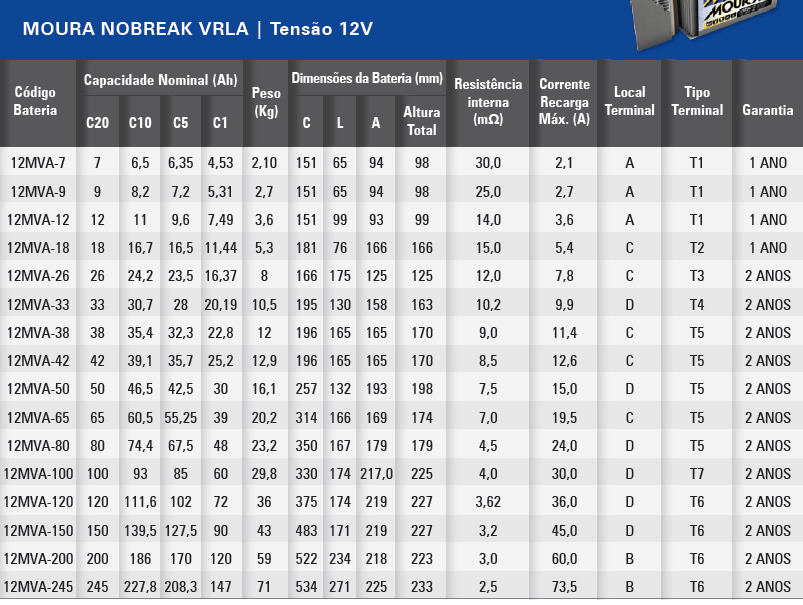 MOURA
MOURA NOBREAK VRLA | Tensão 12V
Código Bateria | Capacidade Nominal (Ah) | Peso (Kg) | Dimensões da Bateria (mm) | Resistência interna (mΩ) | Corrente Recarga Máx. (A) | Local Terminal | Tipo Terminal | Garantia
C20 C10 C5 C1 C L A Altura Total
12MVA-7 7 6,5 6,35 4,53 2,10 151 65 94 98 30,0 2,1 A T1 1 ANO
12MVA-9 9 8,2 7,2 5,31 2,7 151 65 94 98 25,0 2,7 A T1 1 ANO
12MVA-12 12 11 9,6 7,49 3,6 151 99 93 99 14,0 3,6 A T1 1 ANO
12MVA-18 18 16,7 16,5 11,44 5,3 181 76 166 166 15,0 5,4 C T2 1 ANO
12MVA-26 26 24,2 23,5 16,37 8 166 175 125 125 12,0 7,8 C T3 2 ANOS
12MVA-33 33 30,7 28 20,19 10,5 195 130 158 163 10,2 9,9 D T4 2 ANOS
12MVA-38 38 35,4 32,3 22,8 12 196 165 165 170 9,0 11,4 C T5 2 ANOS
12MVA-42 42 39,1 35,7 25,2 12,9 196 165 165 170 8,5 12,6 C T5 2 ANOS
12MVA-50 50 46,5 42,5 30 16,1 257 132 193 198 7,5 15,0 D T5 2 ANOS
12MVA-65 65 60,5 55,25 39 20,2 314 166 169 174 7,0 19,5 C T5 2 ANOS
12MVA-80 80 74,4 67,5 48 23,2 350 167 179 179 4,5 24,0 D T5 2 ANOS
12MVA-100 100 93 85 60 29,8 330 174 217,0 225 4,0 30,0 D T7 2 ANOS
12MVA-120 120 111,6 102 72 36 375 174 219 227 3,62 36,0 D T6 2 ANOS
12MVA-150 150 139,5 127,5 90 43 483 171 219 227 3,2 45,0 D T6 2 ANOS
12MVA-200 200 186 170 120 59 522 234 218 223 3,0 60,0 B T6 2 ANOS
12MVA-245 245 227,8 208,3 147 71 534 271 225 233 2,5 73,5 B T6 2 ANOS